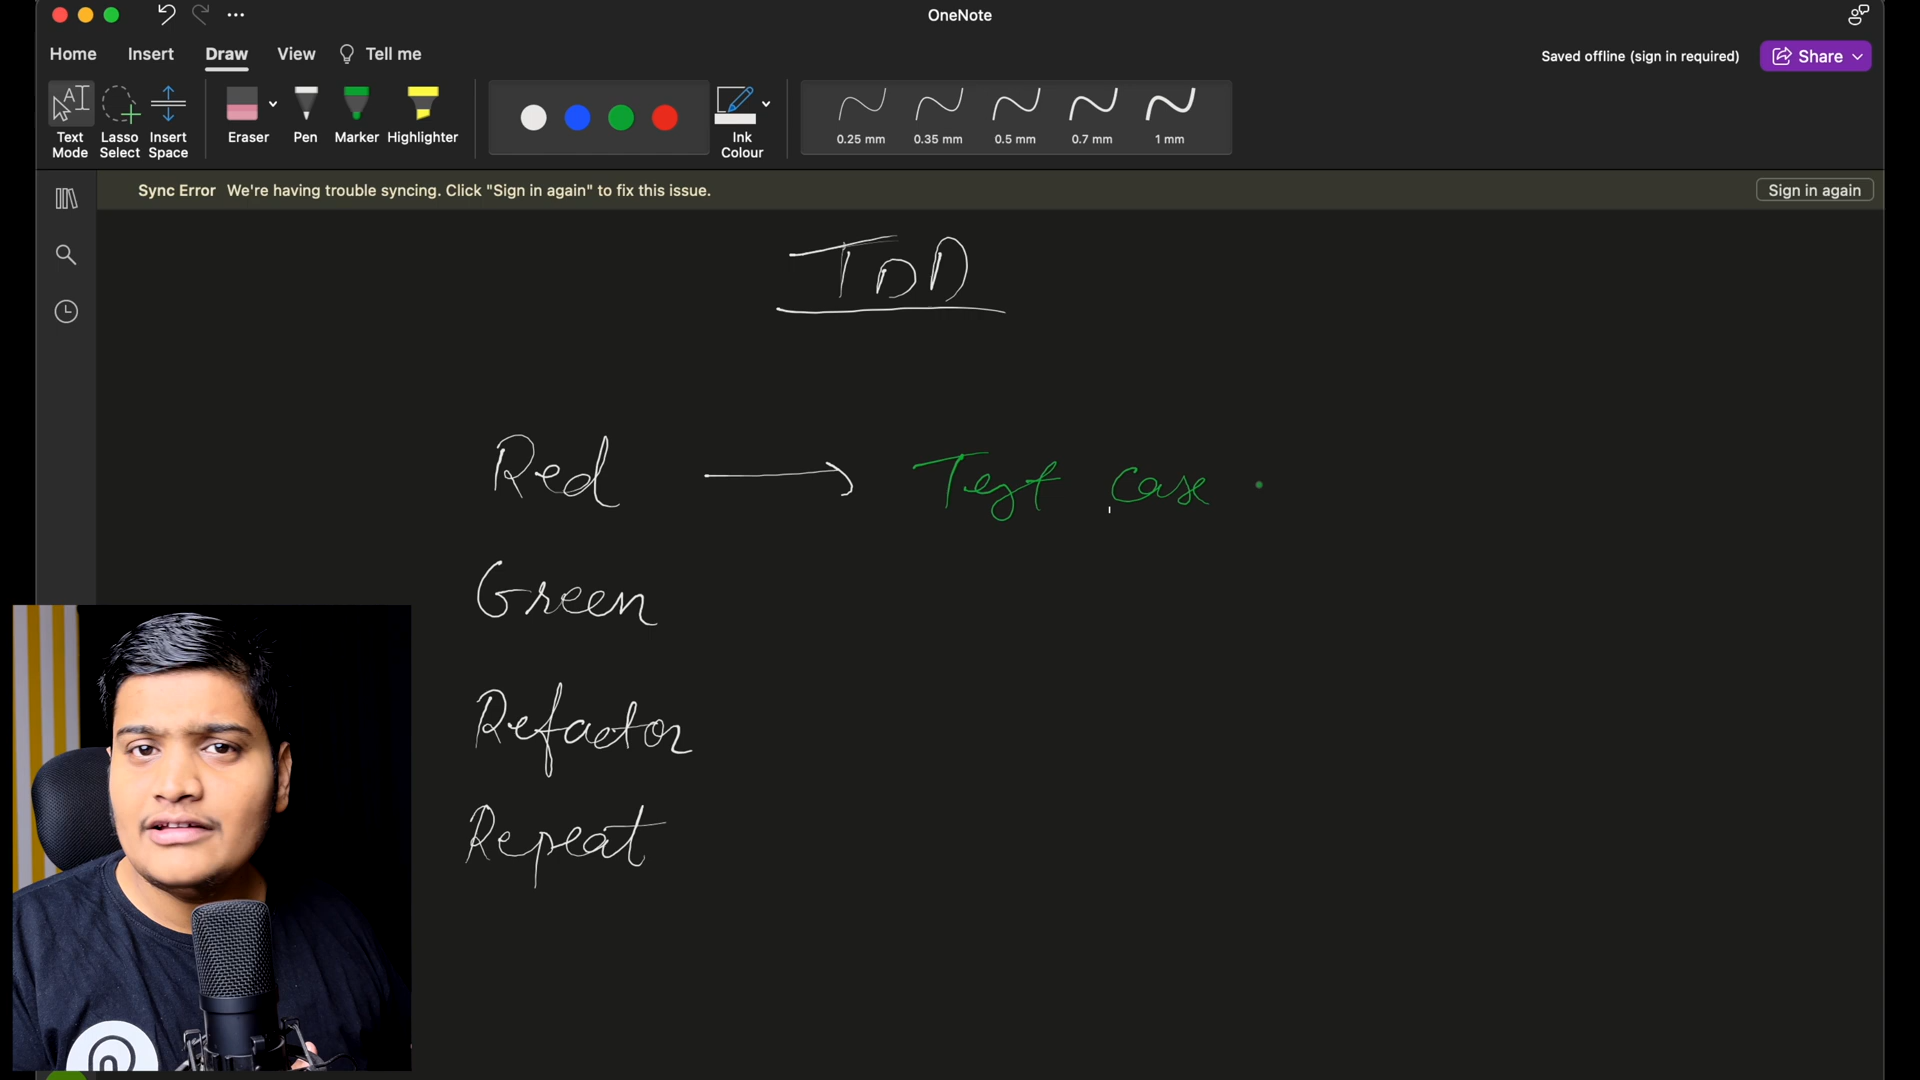 OneNote
Home Insert Draw View Tell me
Saved offline (sign in required) Share
Text Mode
Lasso Select
Insert Space
Eraser
Pen
Marker
Highlighter
Ink Colour
0.25 mm
0.35 mm
0.5 mm
0.7 mm
1 mm
Sync Error We're having trouble syncing. Click "Sign in again" to fix this issue.
Sign in again
TDD
Red → Test Case
Green
Refactor
Repeat